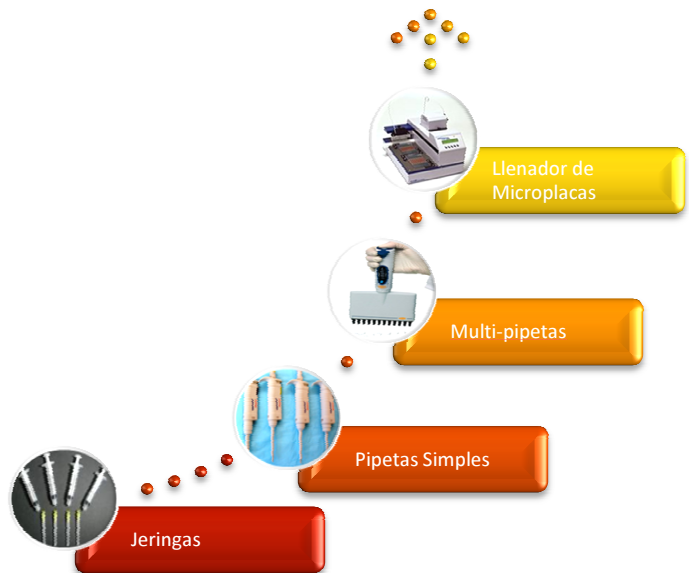 Llenador de
Microplacas
Multi-pipetas
Pipetas Simples
Jeringas